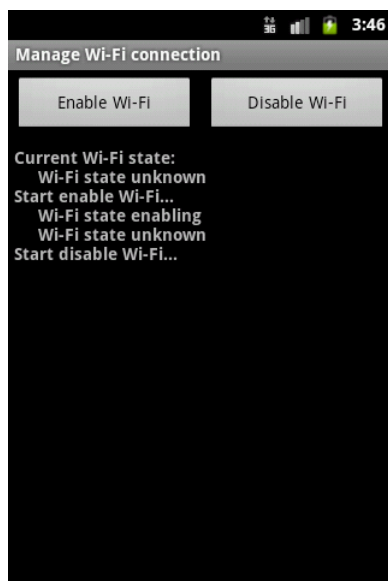 3G 3:46
Manage Wi-Fi connection
Enable Wi-Fi Disable Wi-Fi
Current Wi-Fi state:
Wi-Fi state unknown
Start enable Wi-Fi...
Wi-Fi state enabling
Wi-Fi state unknown
Start disable Wi-Fi...